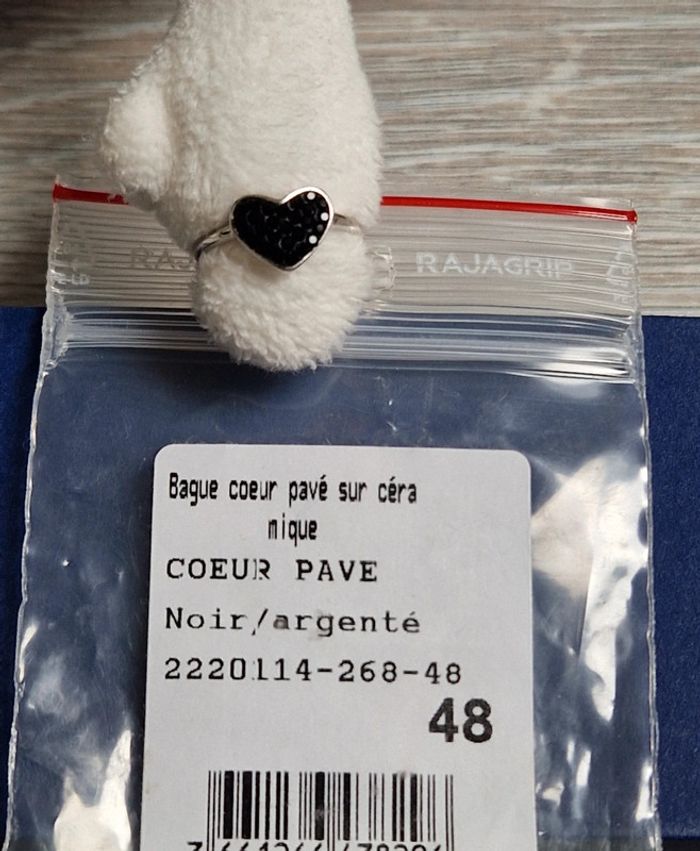 RAJAGRIP
Bague coeur pavé sur céra
mique
COEUR PAVE
Noir/argenté
2220114-268-48
48